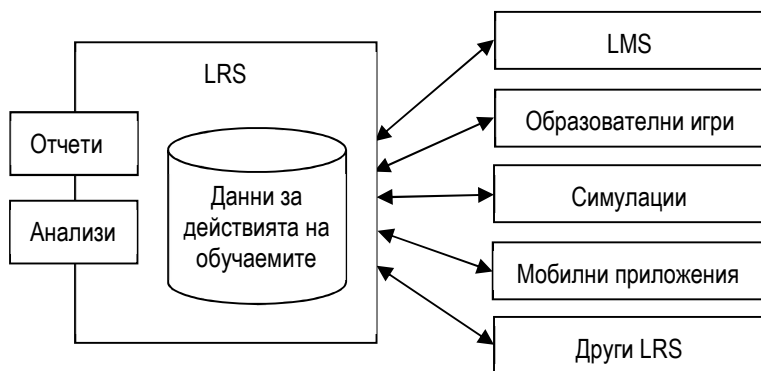 LRS
Отчети
Анализи
Данни за
действията на
обучаемите
LMS
Образователни игри
Симулации
Мобилни приложения
Други LRS